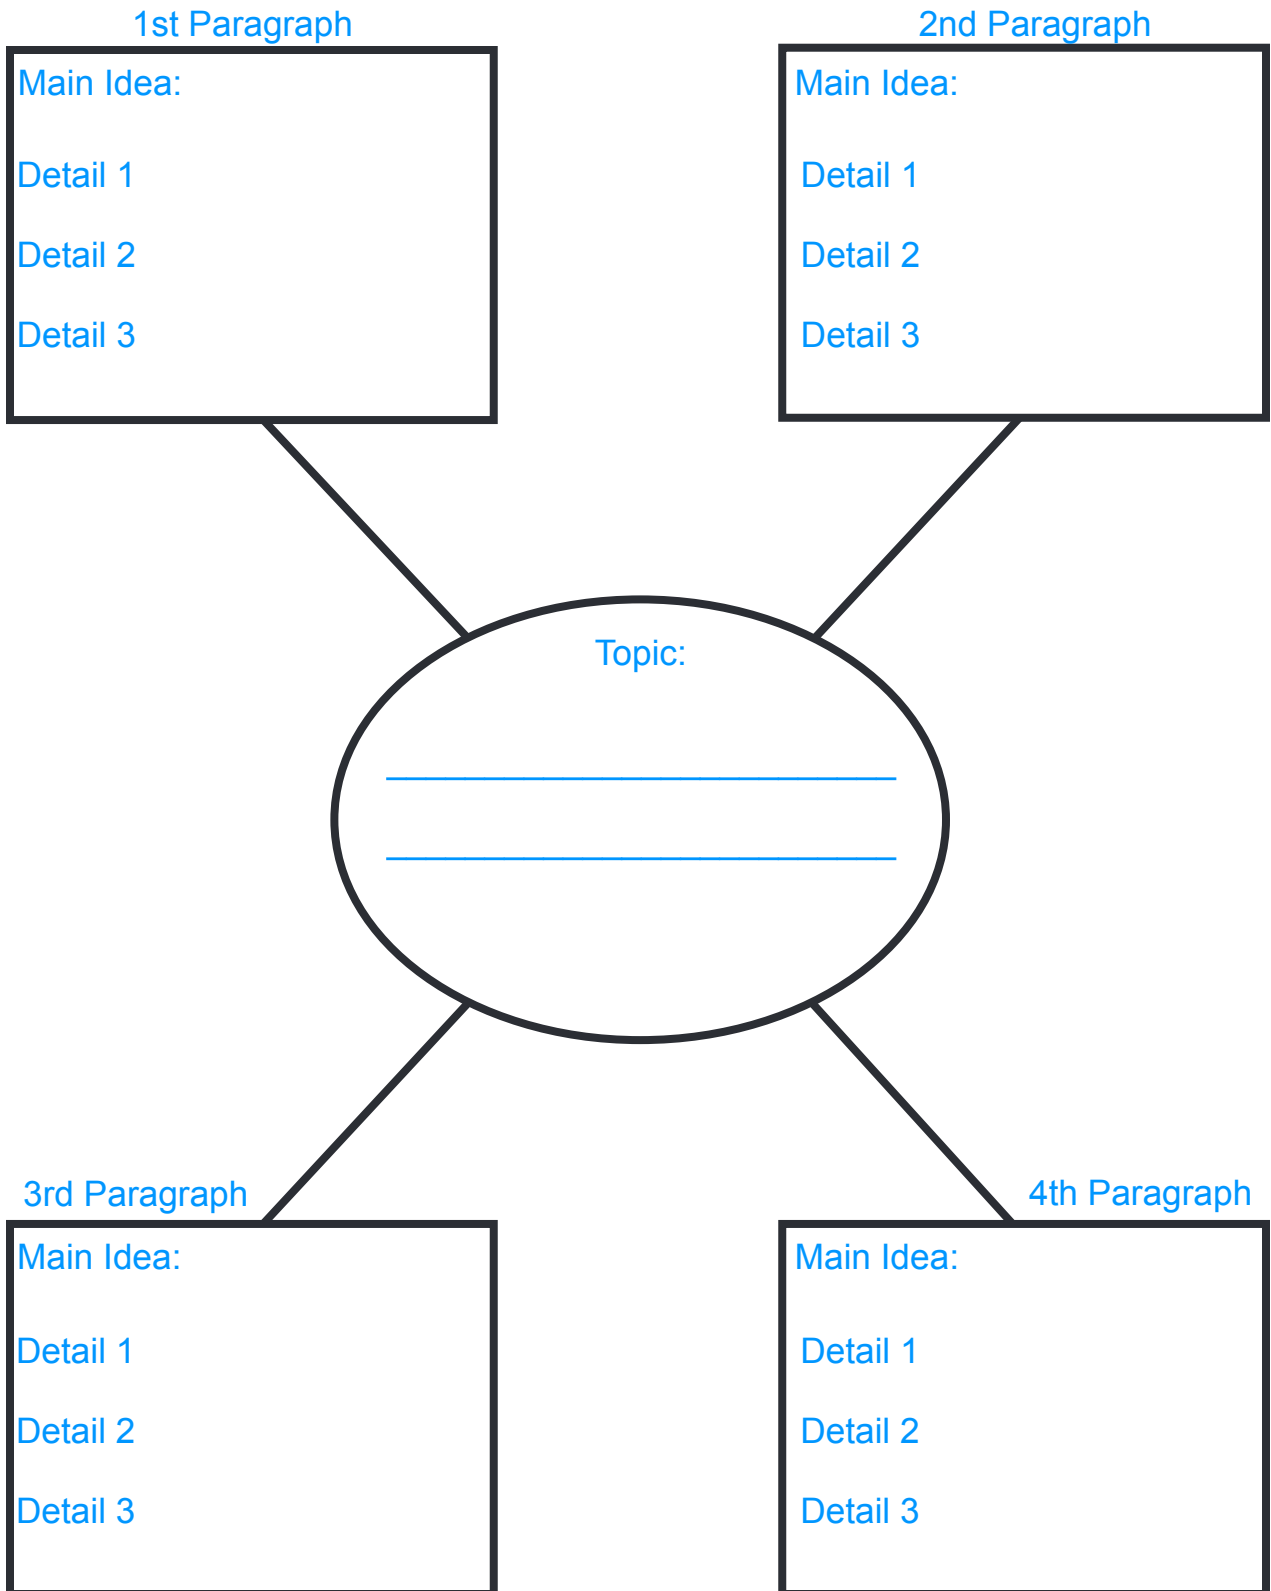 1st Paragraph
Main Idea:
Detail 1
Detail 2
Detail 3
2nd Paragraph
Main Idea:
Detail 1
Detail 2
Detail 3
Topic:
3rd Paragraph
Main Idea:
Detail 1
Detail 2
Detail 3
4th Paragraph
Main Idea:
Detail 1
Detail 2
Detail 3